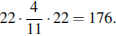 22 · 4/11 · 22 = 176.